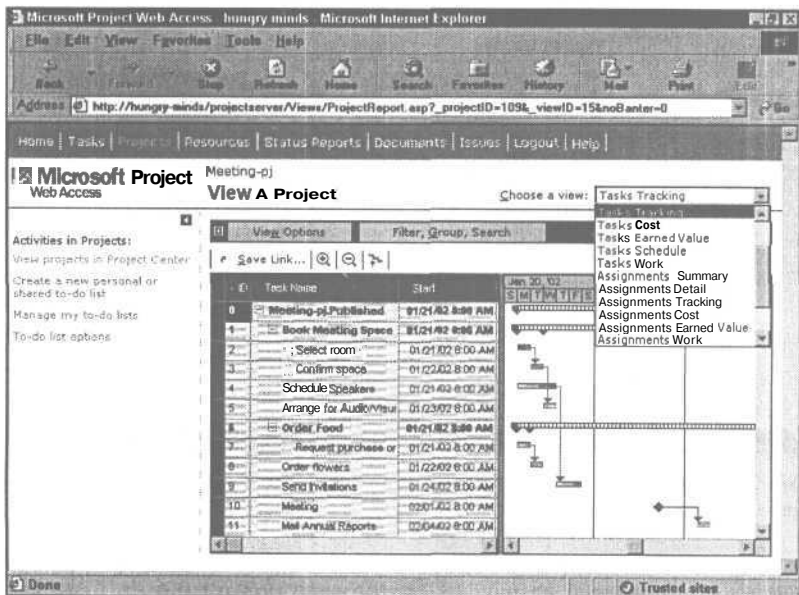 Microsoft Project Web Access - hungry minds - Microsoft Internet Explorer
File Edit View Favorites Tools Help
Back Forward Stop Refresh Home Search Favorites History Mail Print Edit
Address http://hungry-minds/projectserver/Views/ProjectReport.asp?_projectID=109&_viewID=15&noBanter=0 Go
Home | Tasks | Projects | Resources | Status Reports | Documents | Issues | Logout | Help |
Microsoft Project
Web Access
Meeting-pj
View A Project
Choose a view: Tasks Tracking
Tasks Tracking
Tasks Cost
Tasks Earned Value
Tasks Schedule
Tasks Work
Assignments Summary
Assignments Detail
Assignments Tracking
Assignments Cost
Assignments Earned Value
Assignments Work
Activities in Projects:
View projects in Project Center
Create a new personal or
shared to-do list
Manage my to-do lists
To-do list options
View Options Filter, Group, Search
Save Link...
ID Task Name Start Jan 20, '02
S M T W T F S
0 Meeting-pj.Published 01/21/02 8:00 AM
1 Book Meeting Space 01/21/02 8:00 AM
2 Select room 01/21/02 8:00 AM
3 Confirm space 01/22/02 8:00 AM
4 Schedule Speakers 01/21/02 8:00 AM
5 Arrange for Audio/Visur 01/23/02 8:00 AM
6 Order Food 01/21/02 8:00 AM
7 Request purchase or 01/21/02 8:00 AM
8 Order flowers 01/22/02 8:00 AM
9 Send Invitations 01/24/02 8:00 AM
10 Meeting 02/01/02 8:00 AM
11 Mail Annual Reports 02/04/02 8:00 AM
Done Trusted sites